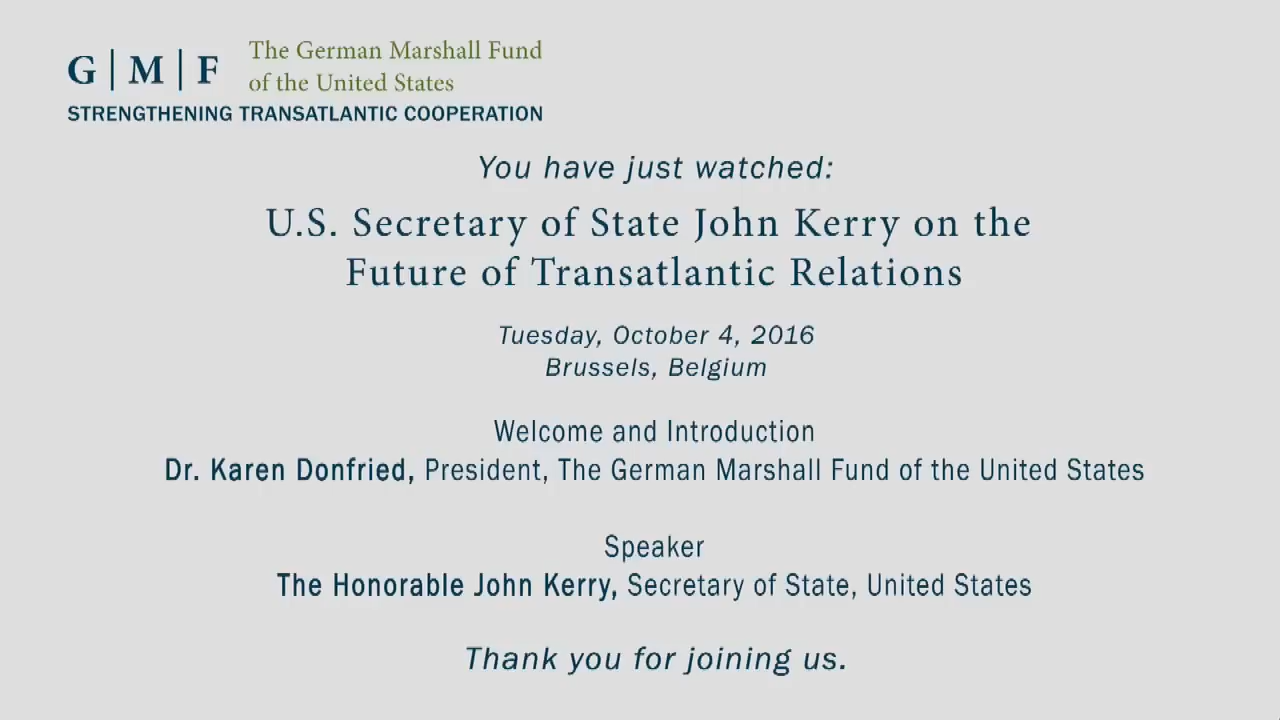 G|M|F
The German Marshall Fund
of the United States
STRENGTHENING TRANSATLANTIC COOPERATION
You have just watched:
U.S. Secretary of State John Kerry on the
Future of Transatlantic Relations
Tuesday, October 4, 2016
Brussels, Belgium
Welcome and Introduction
Dr. Karen Donfried, President, The German Marshall Fund of the United States
Speaker
The Honorable John Kerry, Secretary of State, United States
Thank you for joining us.